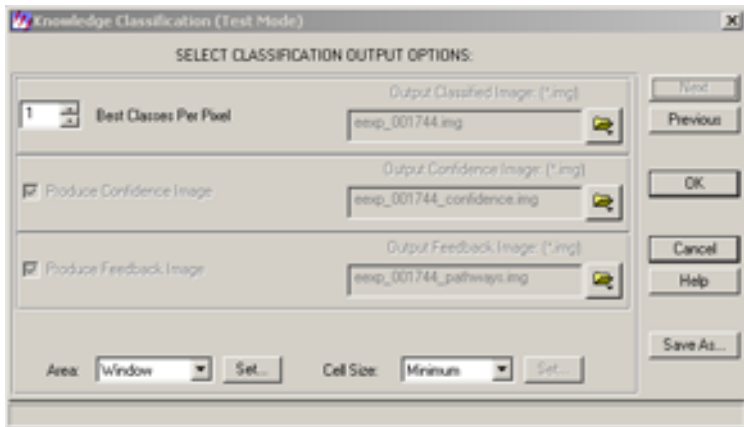 Knowledge Classification (Test Mode)
SELECT CLASSIFICATION OUTPUT OPTIONS:
Output Classified Image: (*.img)
1 Best Classes Per Pixel
eexp_001744.img
Output Confidence Image: (*.img)
Produce Confidence Image
eexp_001744_confidence.img
Output Feedback Image: (*.img)
Produce Feedback Image
eexp_001744_pathways.img
Area: Window Set... Cell Size: Minimum Set...
Next
Previous
OK
Cancel
Help
Save As...